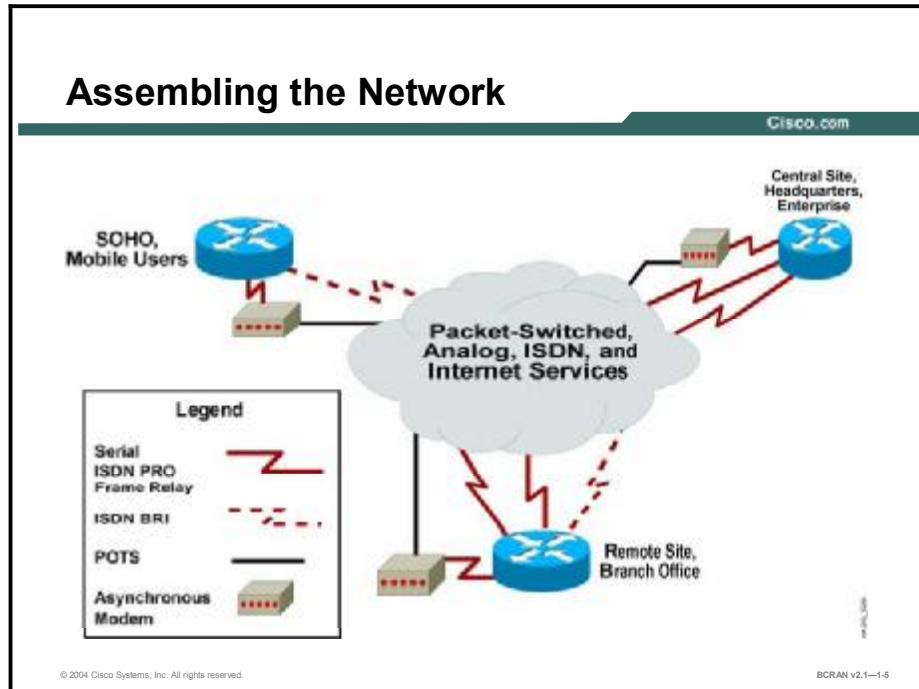 Assembling the Network
Cisco.com
Central Site,
Headquarters,
Enterprise
SOHO,
Mobile Users
Packet-Switched,
Analog, ISDN, and
Internet Services
Legend
Serial
ISDN PRO
Frame Relay
ISDN BRI
POTS
Asynchronous
Modem
Remote Site,
Branch Office
© 2004 Cisco Systems, Inc. All rights reserved.
BCRAN v2.1—1-5